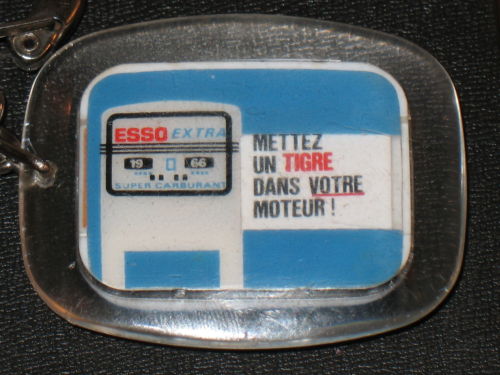 ESSO EXTRA
19 66
SUPER CARBURANT
METTEZ
UN TIGRE
DANS VOTRE
MOTEUR !